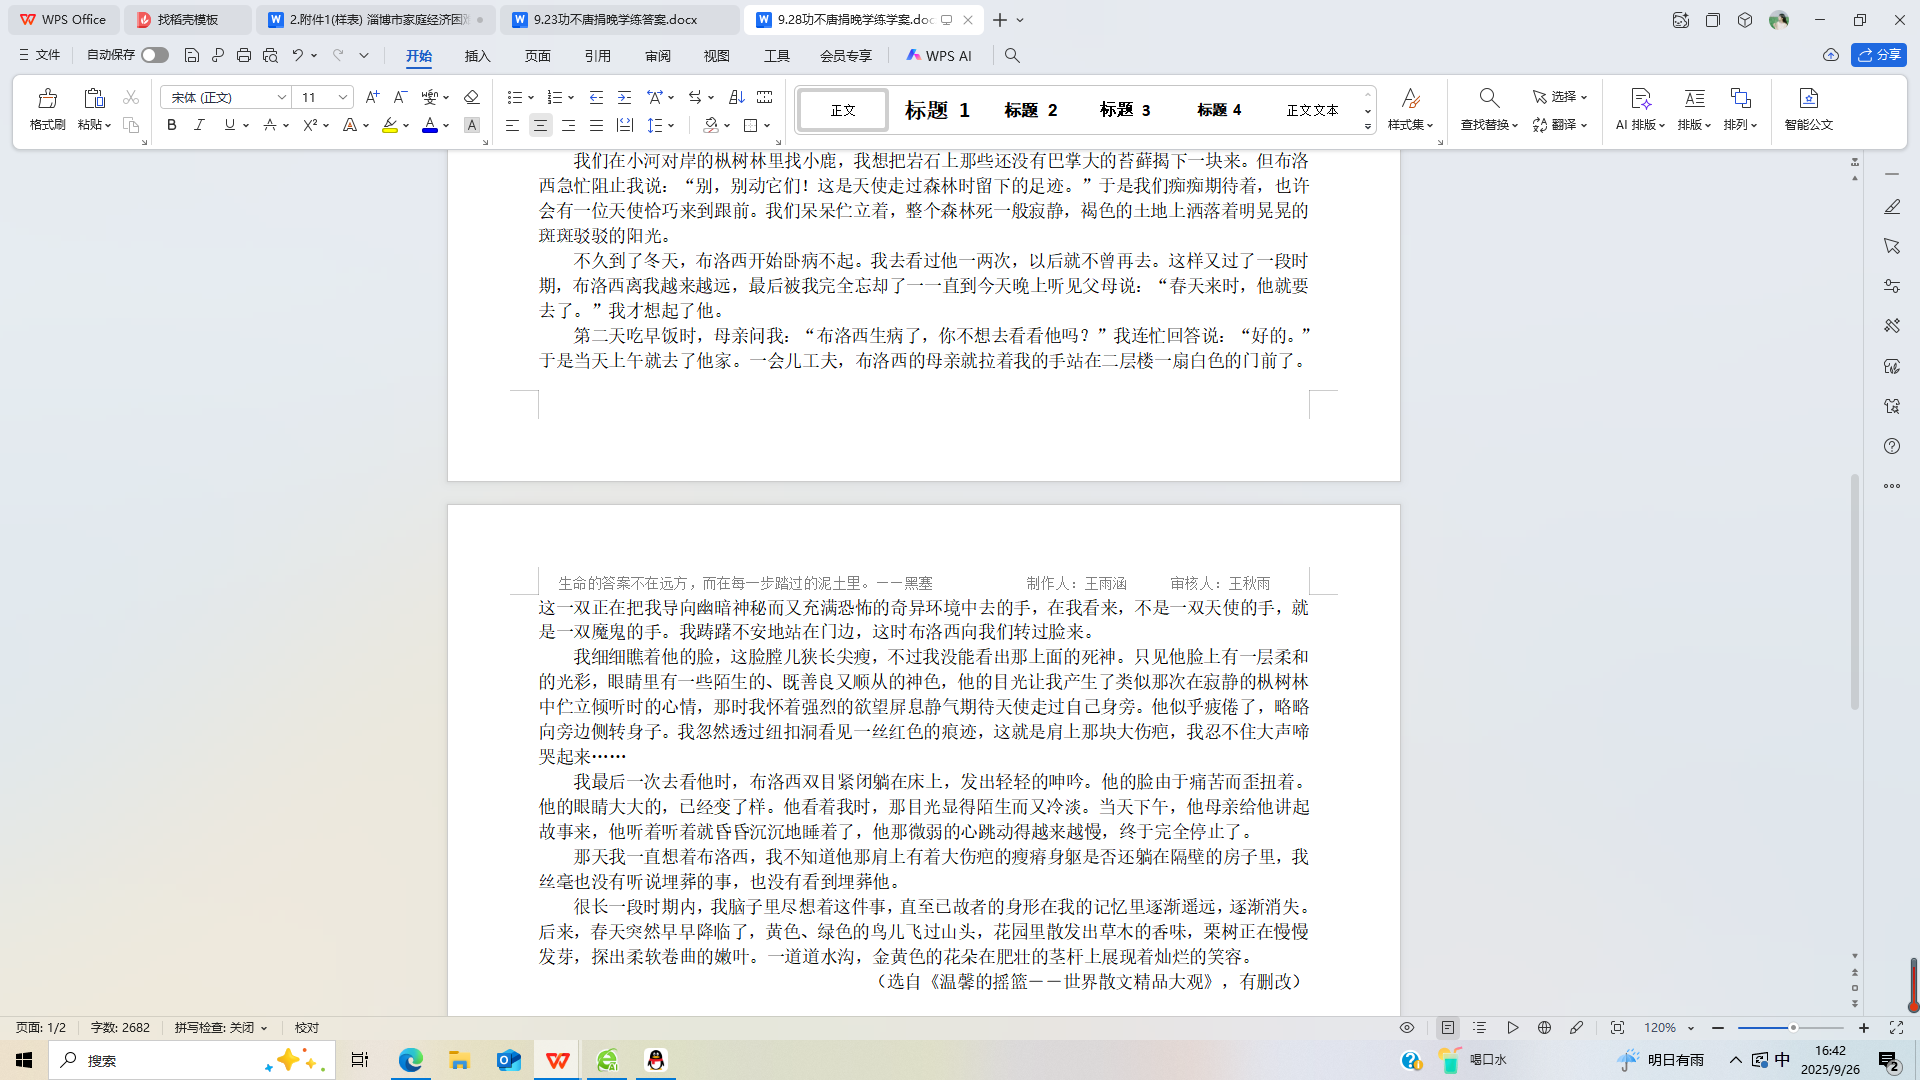 WPS Office
找稻壳模板
2.附件1(样表) 淄博市家庭经济困难
9.23功不唐捐晚学练答案.docx
9.28功不唐捐晚学练学案.doc
文件
自动保存
开始
插入
页面
引用
审阅
视图
工具
会员专享
WPS AI
分享
格式刷
粘贴
宋体 (正文)
11
正文
标题 1
标题 2
标题 3
标题 4
正文文本
样式集
查找替换
选择
翻译
AI 排版
排版
排列
智能公文
我们在小河对岸的枞树林里找小鹿，我想把岩石上那些还没有巴掌大的苔藓揭下一块来。但布洛
西急忙阻止我说：“别，别动它们！这是天使走过森林时留下的足迹。”于是我们痴痴期待着，也许
会有一位天使恰巧来到跟前。我们呆呆伫立着，整个森林死一般寂静，褐色的土地上洒落着明晃晃的
斑斑驳驳的阳光。
不久到了冬天，布洛西开始卧病不起。我去看过他一两次，以后就不曾再去。这样又过了一段时
期，布洛西离我越来越远，最后被我完全忘却了一一直到今天晚上听见父母说：“春天来时，他就要
去了。”我才想起了他。
第二天吃早饭时，母亲问我：“布洛西生病了，你不想去看看他吗？”我连忙回答说：“好的。”
于是当天上午就去了他家。一会儿工夫，布洛西的母亲就拉着我的手站在二层楼一扇白色的门前了。
生命的答案不在远方，而在每一步踏过的泥土里。——黑塞 制作人：王雨涵 审核人：王秋雨
这一双正在把我导向幽暗神秘而又充满恐怖的奇异环境中去的手，在我看来，不是一双天使的手，就
是一双魔鬼的手。我踌躇不安地站在门边，这时布洛西向我们转过脸来。
我细细瞧着他的脸，这脸膛儿狭长尖瘦，不过我没能看出那上面的死神。只见他脸上有一层柔和
的光彩，眼睛里有一些陌生的、既善良又顺从的神色，他的目光让我产生了类似那次在寂静的枞树林
中伫立倾听时的心情，那时我怀着强烈的欲望屏息静气期待天使走过自己身旁。他似乎疲倦了，略略
向旁边侧转身子。我忽然透过纽扣洞看见一丝红色的痕迹，这就是肩上那块大伤疤，我忍不住大声啼
哭起来……
我最后一次去看他时，布洛西双目紧闭躺在床上，发出轻轻的呻吟。他的脸由于痛苦而歪扭着。
他的眼睛大大的，已经变了样。他看着我时，那目光显得陌生而又冷淡。当天下午，他母亲给他讲起
故事来，他听着听着就昏昏沉沉地睡着了，他那微弱的心跳动得越来越慢，终于完全停止了。
那天我一直想着布洛西，我不知道他那肩上有着大伤疤的瘦瘠身躯是否还躺在隔壁的房子里，我
丝毫也没有听说埋葬的事，也没有看到埋葬他。
很长一段时期内，我脑子里尽想着这件事，直至已故者的身形在我的记忆里逐渐遥远，逐渐消失。
后来，春天突然早早降临了，黄色、绿色的鸟儿飞过山头，花园里散发出草木的香味，栗树正在慢慢
发芽，探出柔软卷曲的嫩叶。一道道水沟，金黄色的花朵在肥壮的茎杆上展现着灿烂的笑容。
（选自《温馨的摇篮－－世界散文精品大观》，有删改）
页面: 1/2
字数: 2682
拼写检查: 关闭
校对
120%
搜索
喝口水
明日有雨
中
16:42
2025/9/26
2